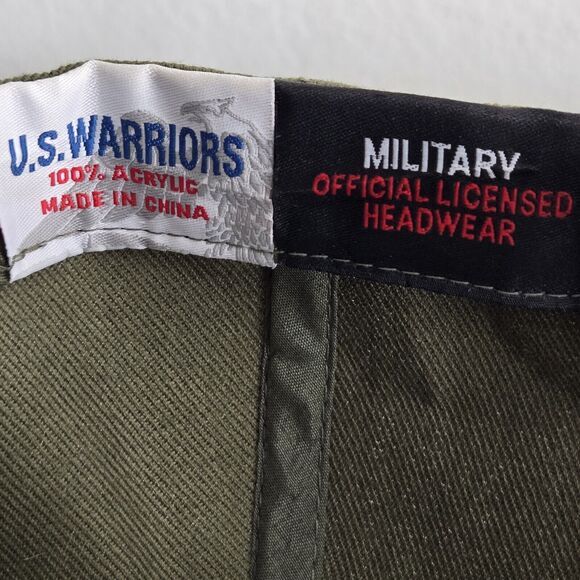 U.S.WARRIORS
100% ACRYLIC
MADE IN CHINA
MILITARY
OFFICIAL LICENSED
HEADWEAR